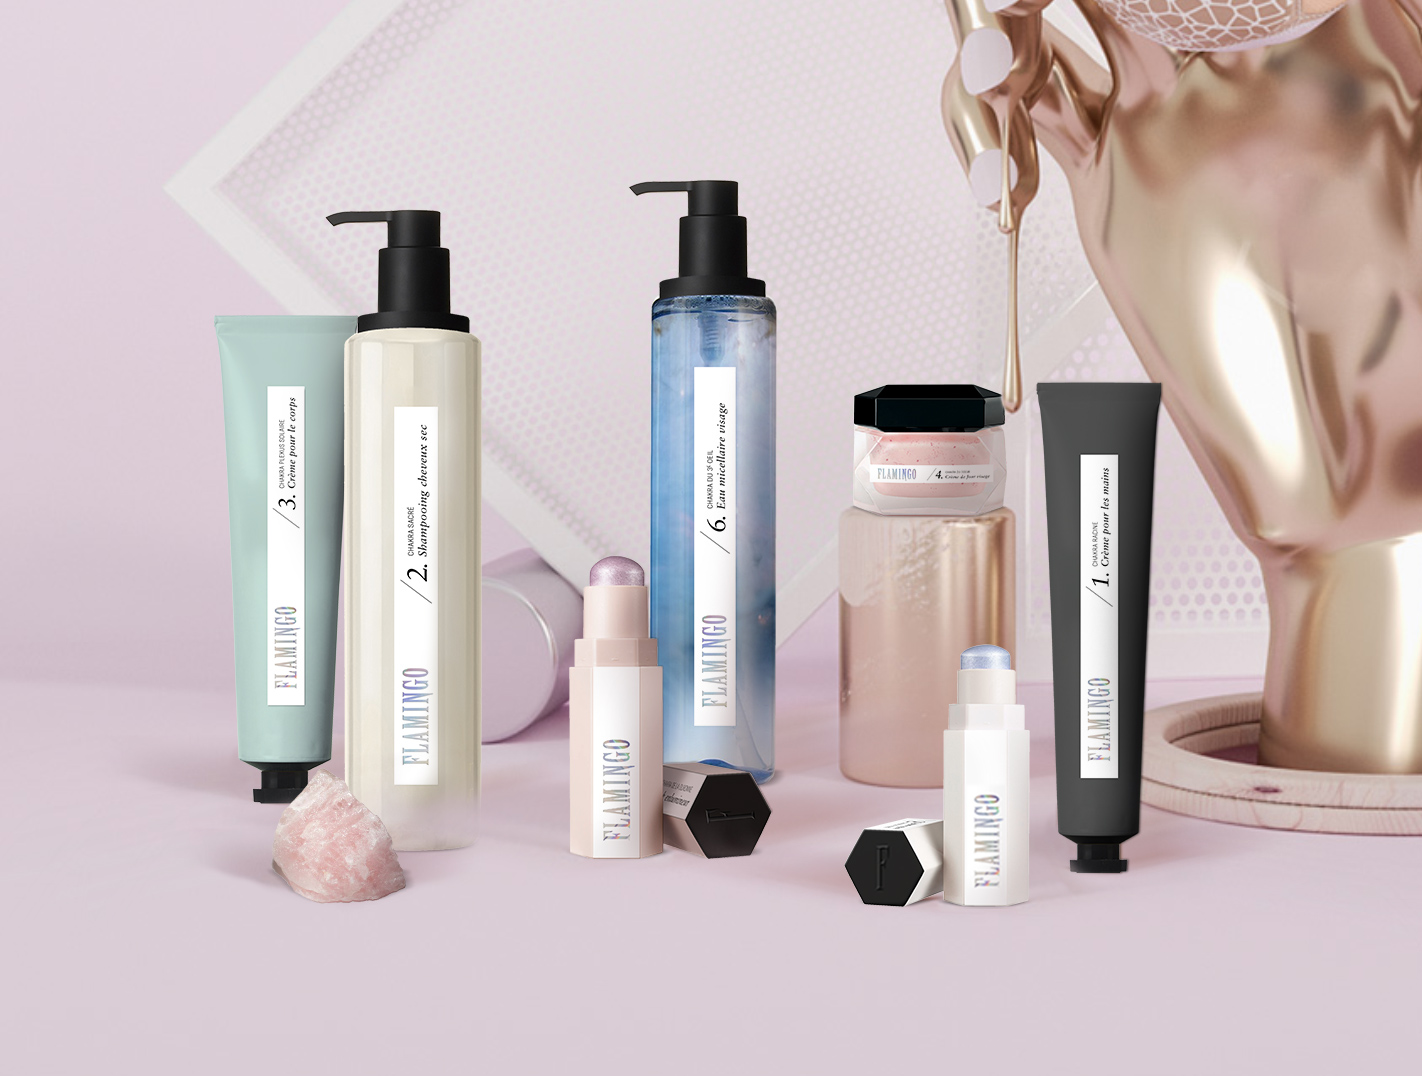 FLAMINGO
/3.
CHAKRA PLEXUS SOLAIRE
Crème pour le corps
FLAMINGO
/2.
CHAKRA SACRÉ
Shampooing cheveux sec
FLAMINGO
FLAMINGO
/6.
CHAKRA DU 3e OEIL
Eau micellaire visage
FLAMINGO
/4.
Crème de jour visage
F
FLAMINGO
FLAMINGO
/1.
CHAKRA RACINE
Crème pour les mains
F